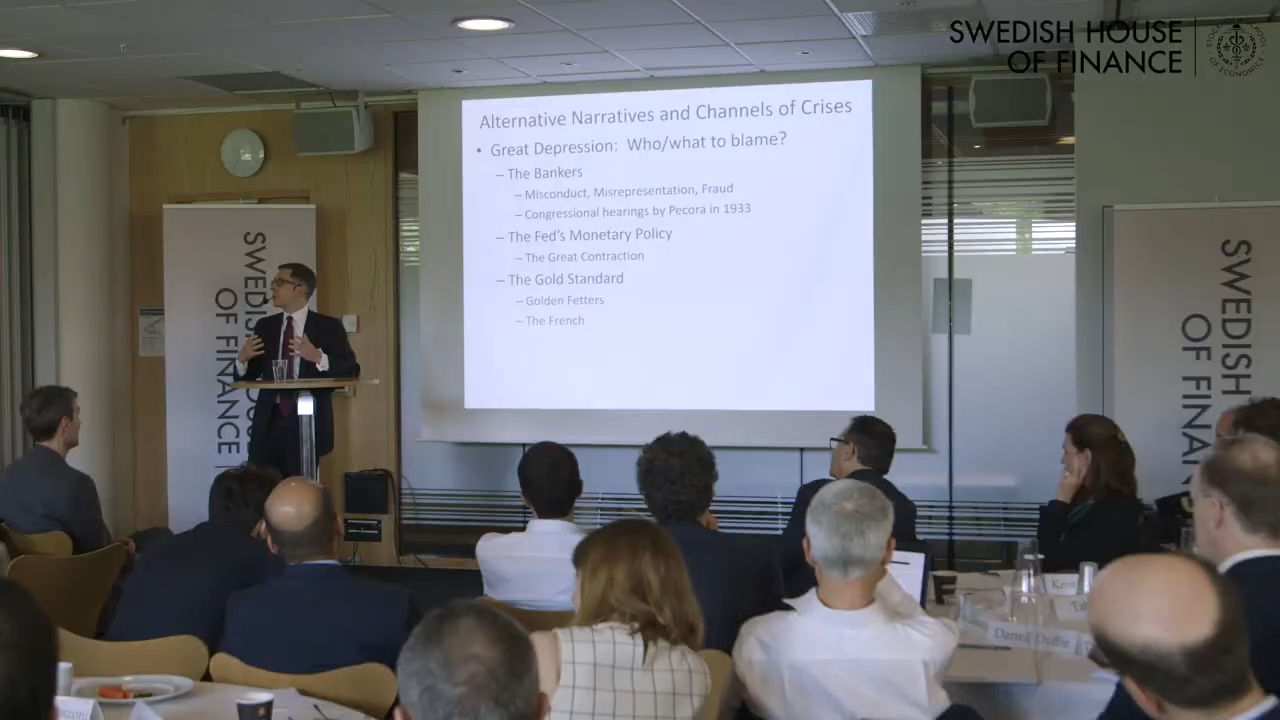 SWEDISH HOUSE
OF FINANCE
Alternative Narratives and Channels of Crises
• Great Depression: Who/what to blame?
– The Bankers
– Misconduct, Misrepresentation, Fraud
– Congressional hearings by Pecora in 1933
– The Fed's Monetary Policy
– The Great Contraction
– The Gold Standard
– Golden Fetters
– The French
SWEDISH HOUSE
OF FINANCE
SWEDISH
OF FINAN
Darrell Duffie